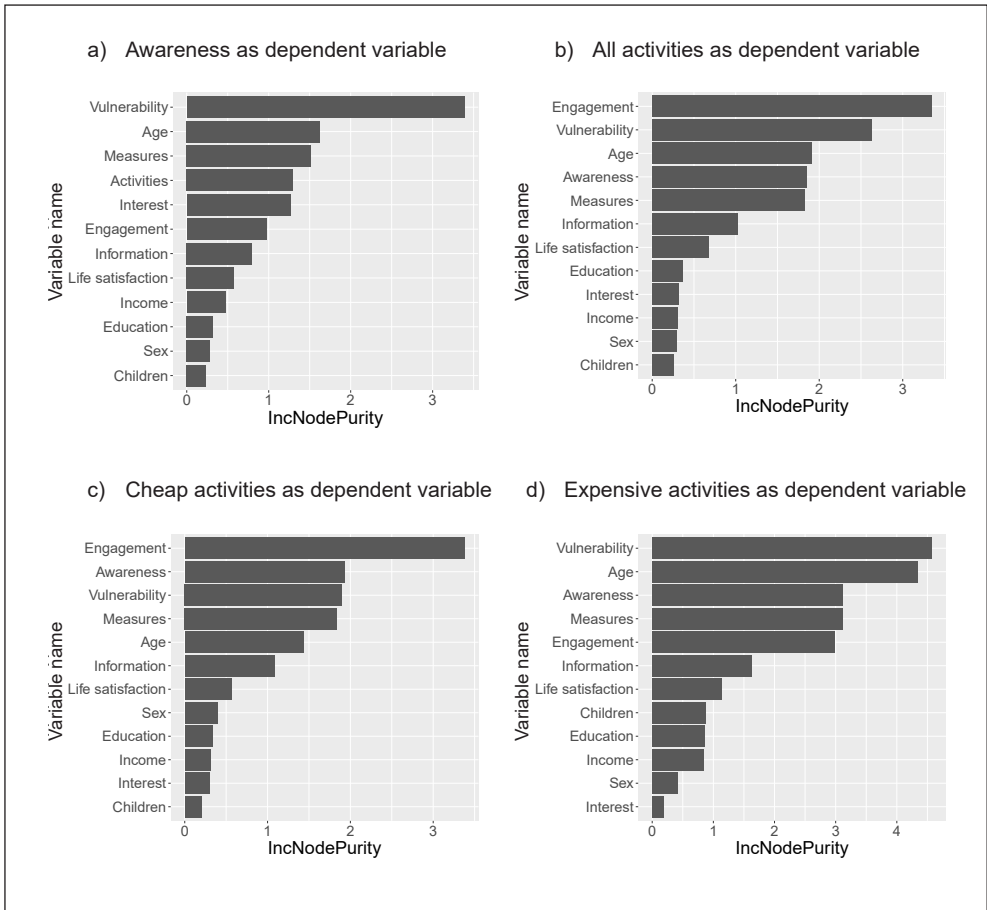 a) Awareness as dependent variable
Variable name
Vulnerability
Age
Measures
Activities
Interest
Engagement
Information
Life satisfaction
Income
Education
Sex
Children
0 1 2 3
IncNodePurity
b) All activities as dependent variable
Variable name
Engagement
Vulnerability
Age
Awareness
Measures
Information
Life satisfaction
Education
Interest
Income
Sex
Children
0 1 2 3
IncNodePurity
c) Cheap activities as dependent variable
Variable name
Engagement
Awareness
Vulnerability
Measures
Age
Information
Life satisfaction
Sex
Education
Income
Interest
Children
0 1 2 3
IncNodePurity
d) Expensive activities as dependent variable
Variable name
Vulnerability
Age
Awareness
Measures
Engagement
Information
Life satisfaction
Children
Education
Income
Sex
Interest
0 1 2 3 4
IncNodePurity